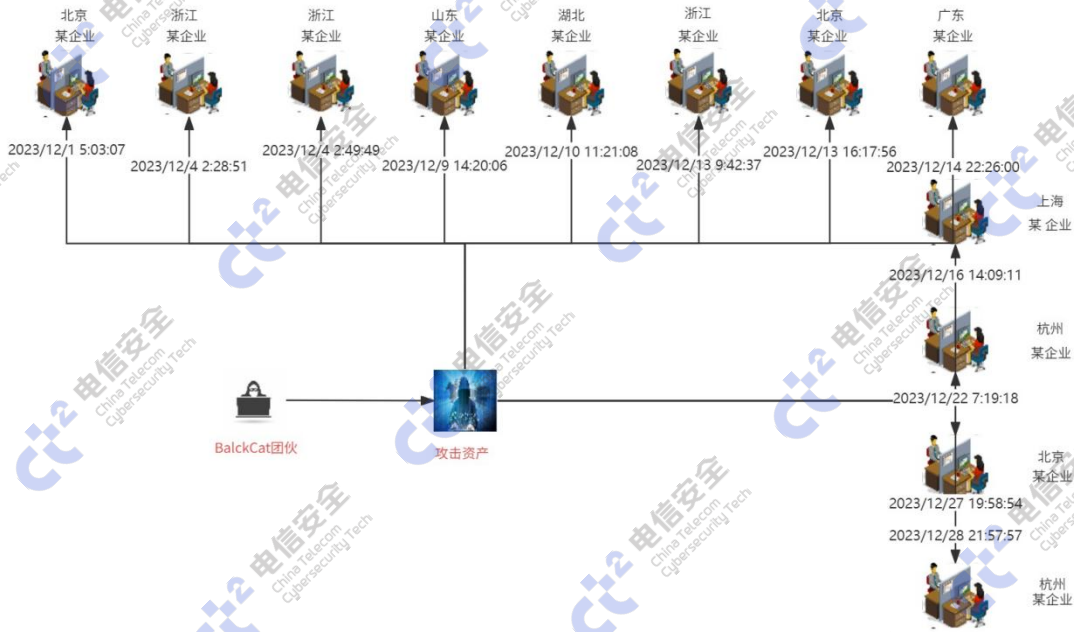 北京
某企业
浙江
某企业
浙江
某企业
山东
某企业
湖北
某企业
浙江
某企业
北京
某企业
广东
某企业
2023/12/1 5:03:07
2023/12/4 2:28:51
2023/12/4 2:49:49
2023/12/9 14:20:06
2023/12/10 11:21:08
2023/12/13 9:42:37
2023/12/13 16:17:56
2023/12/14 22:26:00
上海
某 企业
2023/12/16 14:09:11
杭州
某企业
2023/12/22 7:19:18
BalckCat团伙
攻击资产
北京
某企业
2023/12/27 19:58:54
2023/12/28 21:57:57
杭州
某企业
电信安全
China Telecom
Cybersecurity Tech